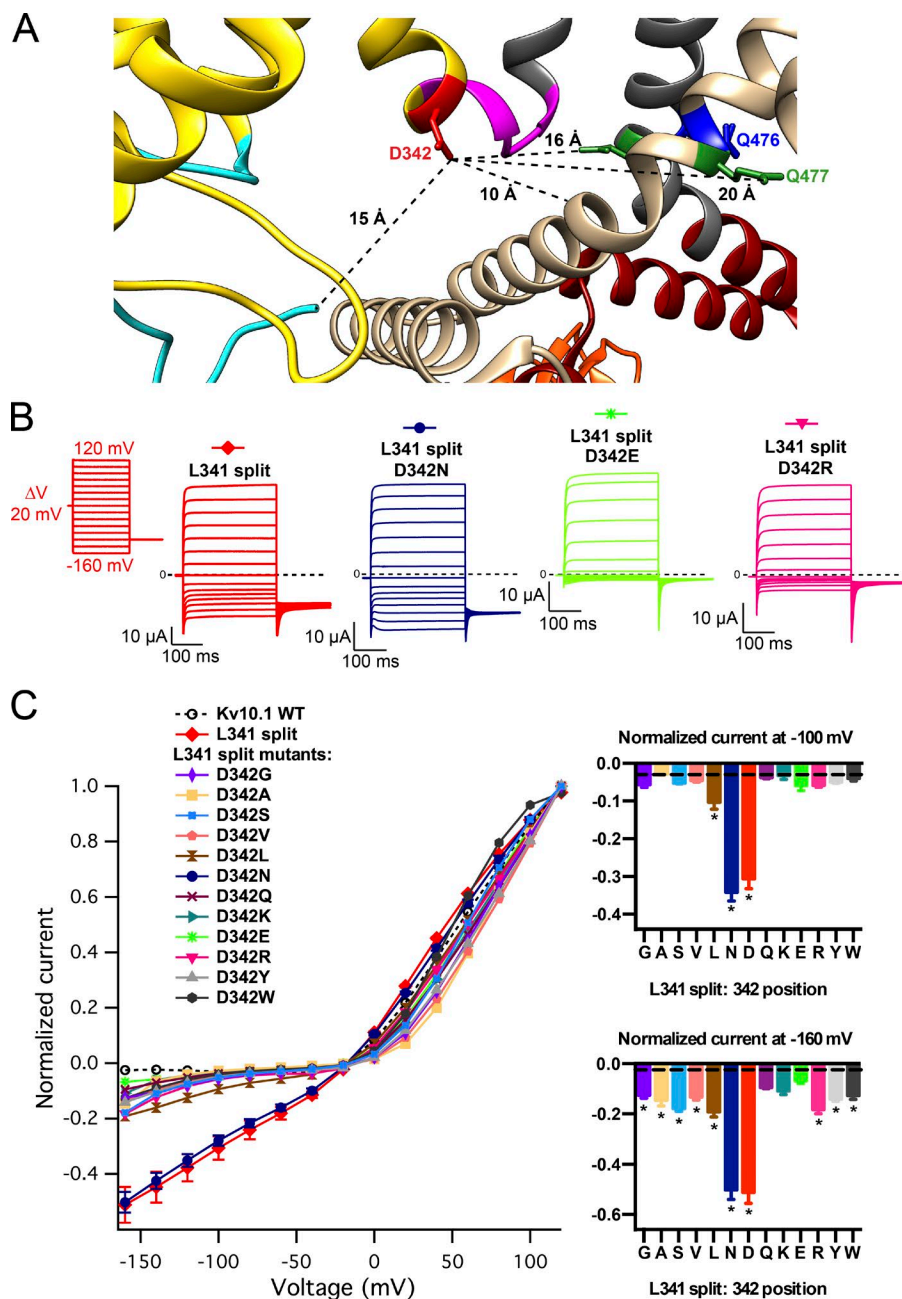 A
D342
16 Å
Q476
Q477
20 Å
10 Å
15 Å
B
120 mV
ΔV
20 mV
-160 mV
L341 split
L341 split
D342N
L341 split
D342E
L341 split
D342R
0
0
0
0
10 µA
100 ms
10 µA
100 ms
10 µA
100 ms
10 µA
100 ms
C
Kv10.1 WT
L341 split
L341 split mutants:
D342G
D342A
D342S
D342V
D342L
D342N
D342Q
D342K
D342E
D342R
D342Y
D342W
Normalized current
1.0
0.8
0.6
0.4
0.2
0.0
-0.2
-0.4
-150
-100
-50
0
50
100
Voltage (mV)
Normalized current at -100 mV
0.0
-0.1
-0.2
-0.3
-0.4
* * *
G A S V L N D Q K E R Y W
L341 split: 342 position
Normalized current at -160 mV
0.0
-0.2
-0.4
-0.6
* * * * * * * * * *
G A S V L N D Q K E R Y W
L341 split: 342 position